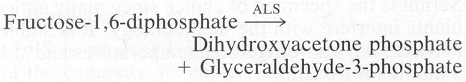 Fructose-1,6-diphosphate ALS ⟶
Dihydroxyacetone phosphate
+ Glyceraldehyde-3-phosphate